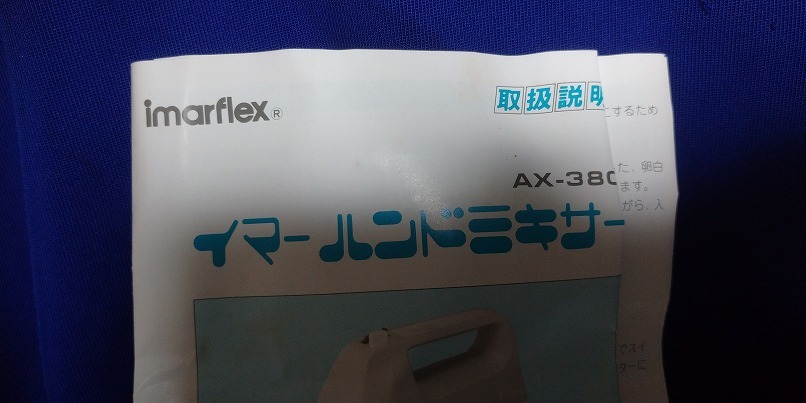 imarflex®
取扱説明
にするため
た、卵白
ます。
AX-380
がら、入
イマーハンドミキサー
でスイ
ターに